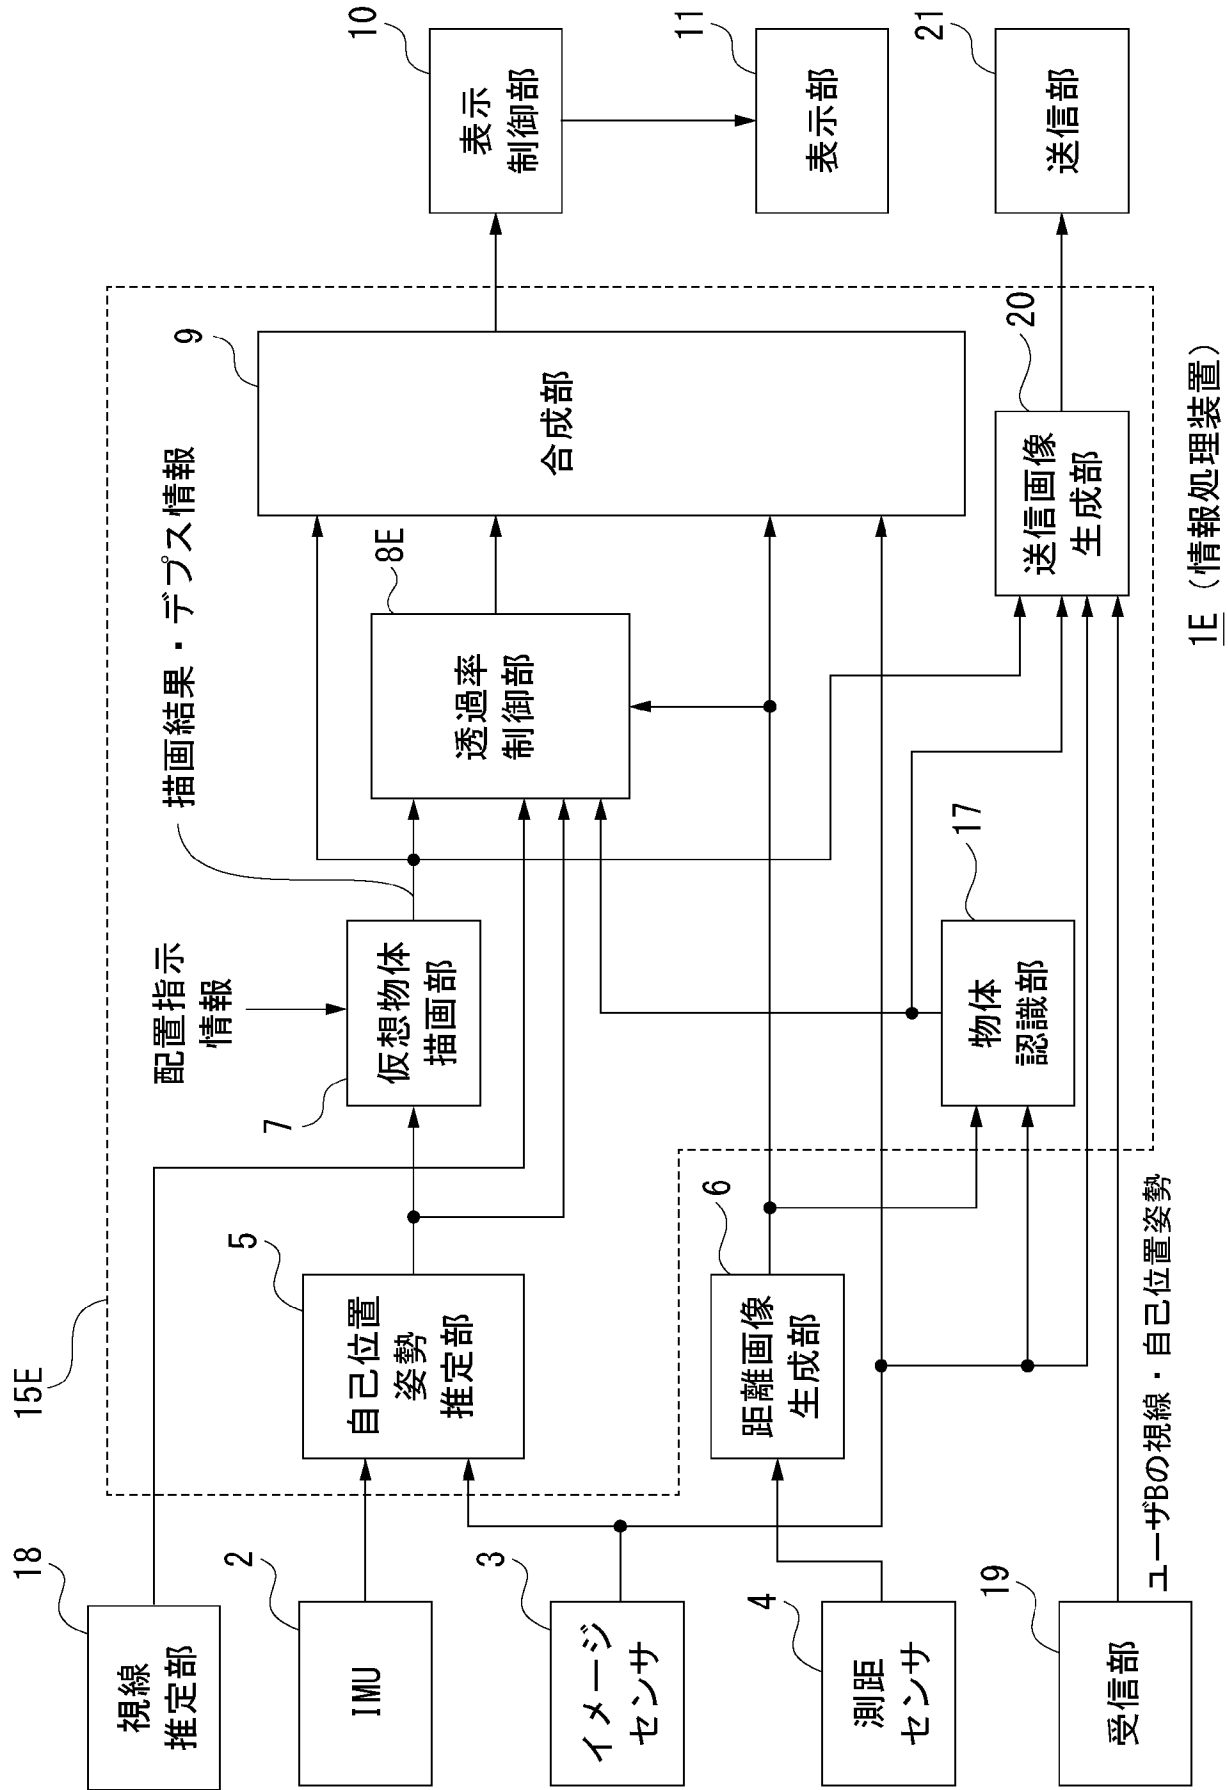 15E
18
視線
推定部
2
IMU
3
イメージ
センサ
4
測距
センサ
19
受信部
ユーザBの視線・自己位置姿勢
5
自己位置
姿勢
推定部
6
距離画像
生成部
配置指示
情報
7
仮想物体
描画部
描画結果・デプス情報
17
物体
認識部
8E
透過率
制御部
9
合成部
20
送信画像
生成部
10
表示
制御部
11
表示部
21
送信部
1E (情報処理装置)